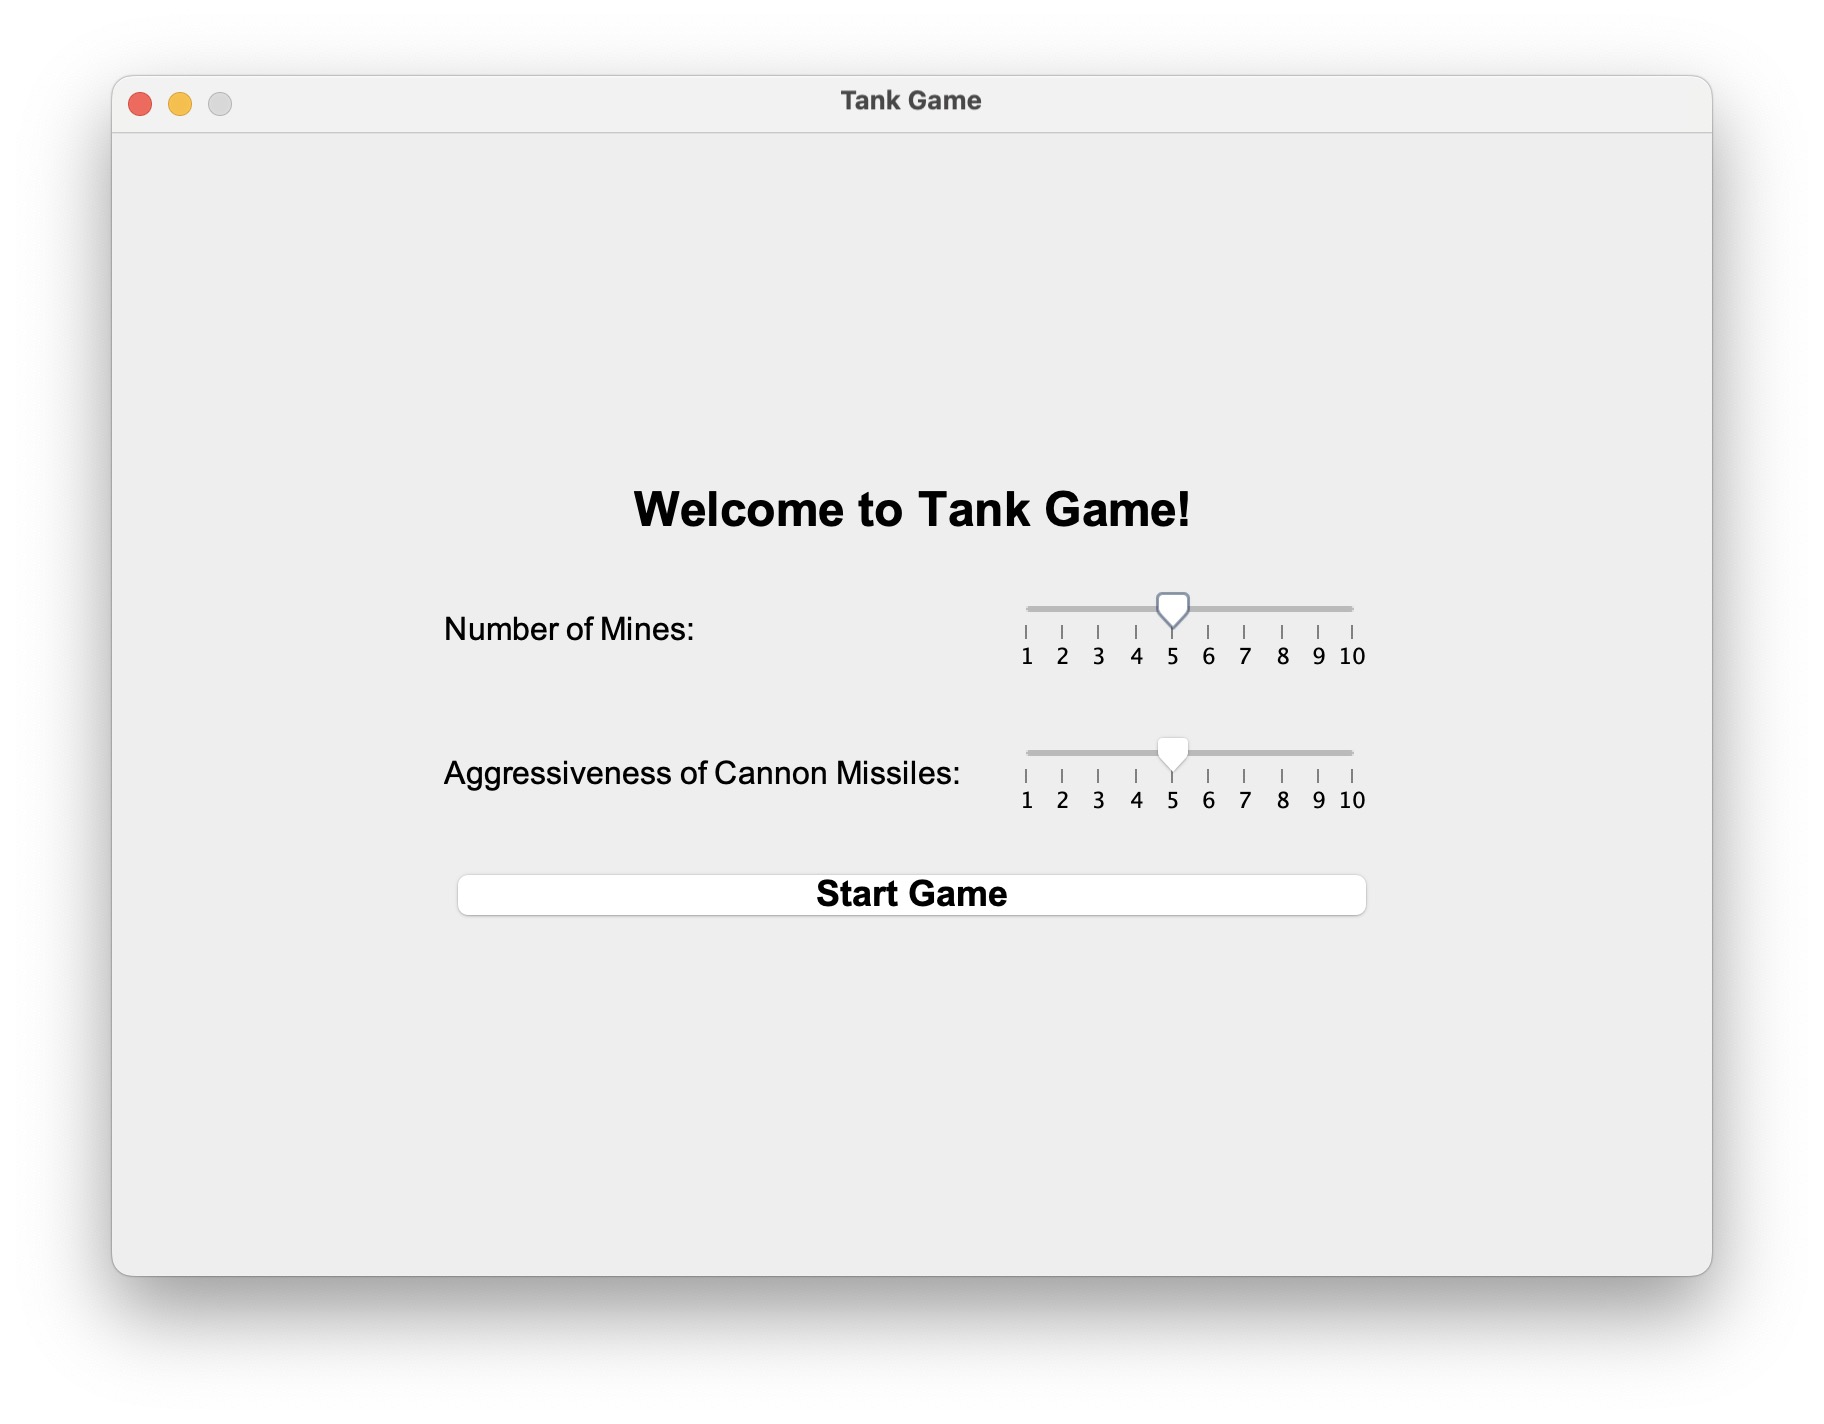 Tank Game
Welcome to Tank Game!
Number of Mines:
1 2 3 4 5 6 7 8 9 10
Aggressiveness of Cannon Missiles:
1 2 3 4 5 6 7 8 9 10
Start Game